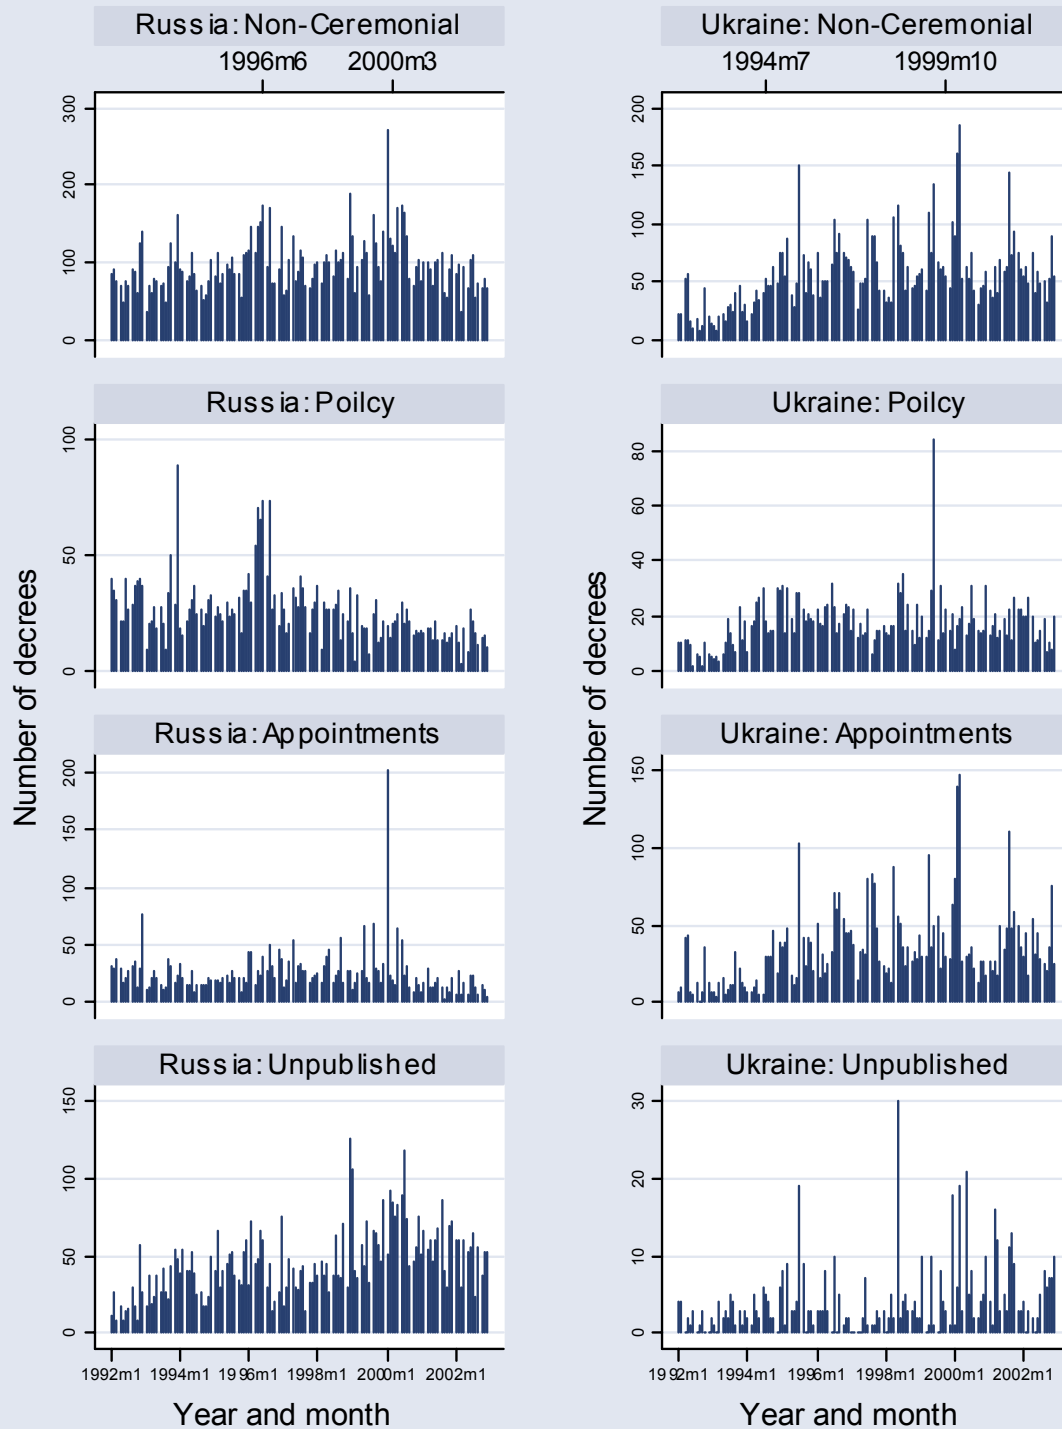 Russia: Non-Ceremonial
1996m6 2000m3
300
200
100
0
Russia: Poilcy
100
50
0
Russia: Appointments
200
150
100
50
0
Russia: Unpublished
150
100
50
0
1992m1 1994m1 1996m1 1998m1 2000m1 2002m1
Year and month
Number of decrees
Ukraine: Non-Ceremonial
1994m7 1999m10
200
150
100
50
0
Ukraine: Poilcy
80
60
40
20
0
Ukraine: Appointments
150
100
50
0
Ukraine: Unpublished
30
20
10
0
1992m1 1994m1 1996m1 1998m1 2000m1 2002m1
Year and month
Number of decrees